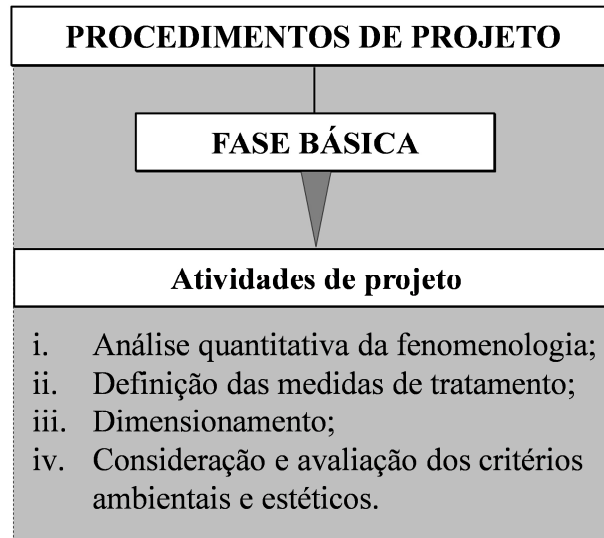 PROCEDIMENTOS DE PROJETO
FASE BÁSICA
Atividades de projeto
i. Análise quantitativa da fenomenologia;
ii. Definição das medidas de tratamento;
iii. Dimensionamento;
iv. Consideração e avaliação dos critérios
ambientais e estéticos.